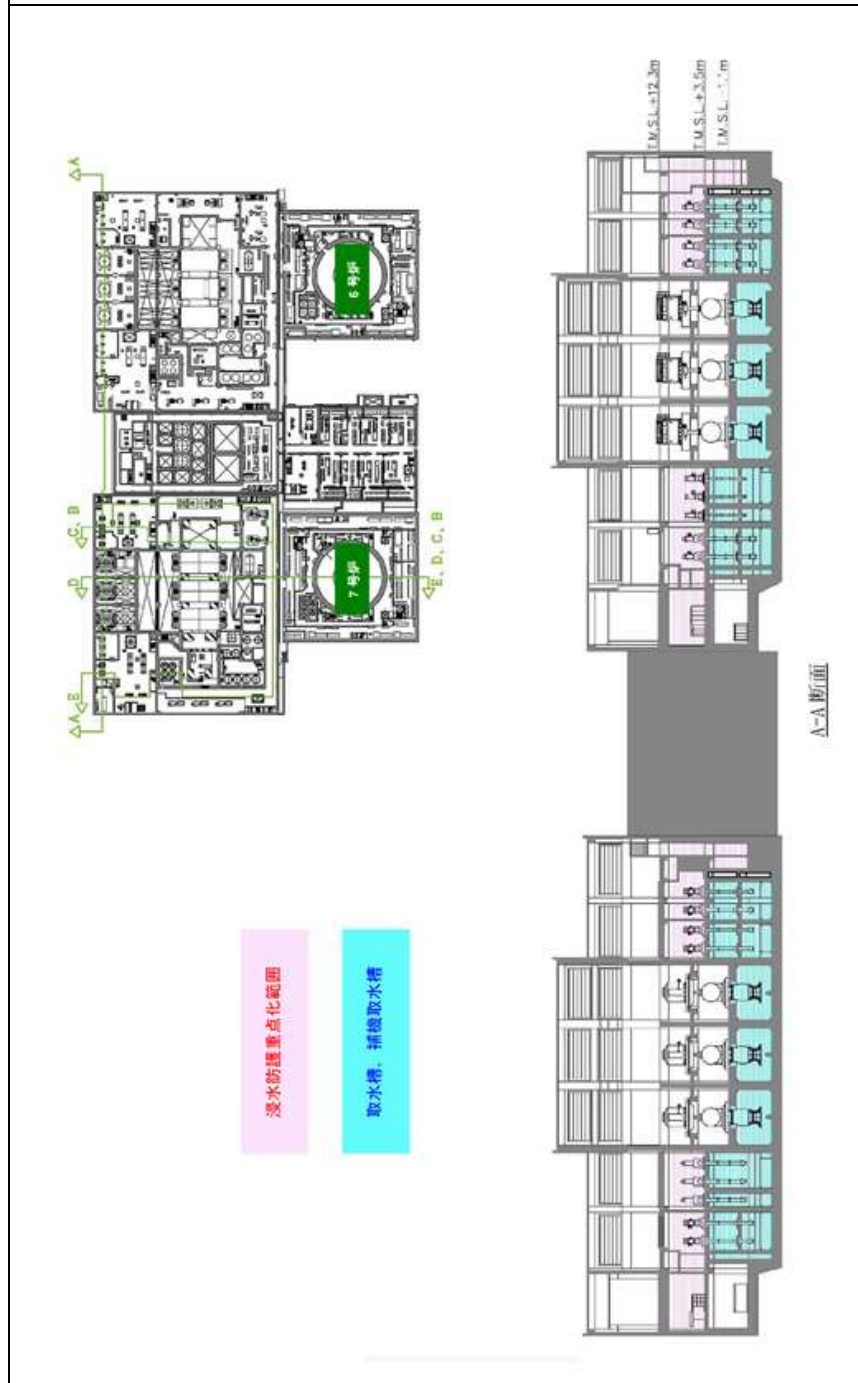 A
A
C、B
D
E
A
E、D、C、B
6号炉
7号炉
浸水防護重点化範囲
取水槽、補機取水槽
T.M.S.L.+12.3m
T.M.S.L.+3.5m
A-A 断面